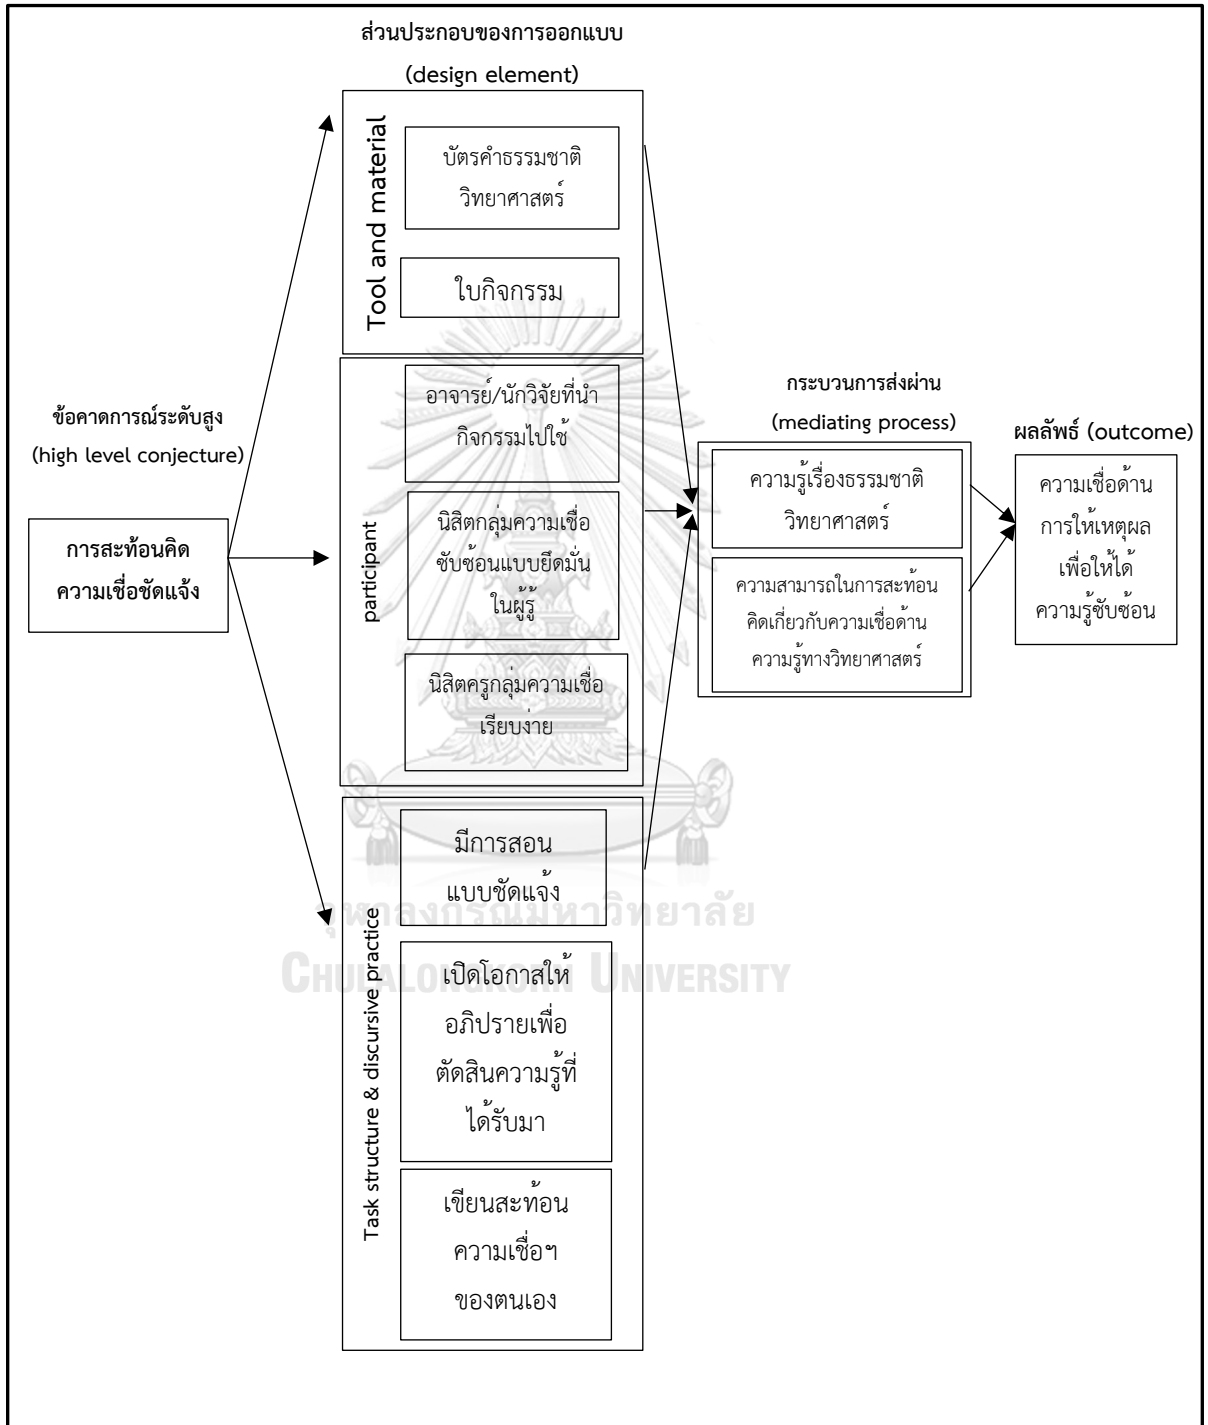 ส่วนประกอบของการออกแบบ
(design element)
Tool and material
บัตรคำธรรมชาติ
วิทยาศาสตร์
ใบกิจกรรม
participant
อาจารย์/นักวิจัยที่นำ
กิจกรรมไปใช้
นิสิตกลุ่มความเชื่อ
ซับซ้อนแบบยึดมั่น
ในผู้รู้
นิสิตครูกลุ่มความเชื่อ
เรียบง่าย
Task structure & discursive practice
มีการสอน
แบบชัดแจ้ง
เปิดโอกาสให้
อภิปรายเพื่อ
ตัดสินความรู้ที่
ได้รับมา
เขียนสะท้อน
ความเชื่อฯ
ของตนเอง
ข้อคาดการณ์ระดับสูง
(high level conjecture)
การสะท้อนคิด
ความเชื่อชัดแจ้ง
กระบวนการส่งผ่าน
(mediating process)
ความรู้เรื่องธรรมชาติ
วิทยาศาสตร์
ความสามารถในการสะท้อน
คิดเกี่ยวกับความเชื่อด้าน
ความรู้ทางวิทยาศาสตร์
ผลลัพธ์ (outcome)
ความเชื่อด้าน
การให้เหตุผล
เพื่อให้ได้
ความรู้ซับซ้อน
จุฬาลงกรณ์มหาวิทยาลัย
CHULALONGKORN UNIVERSITY